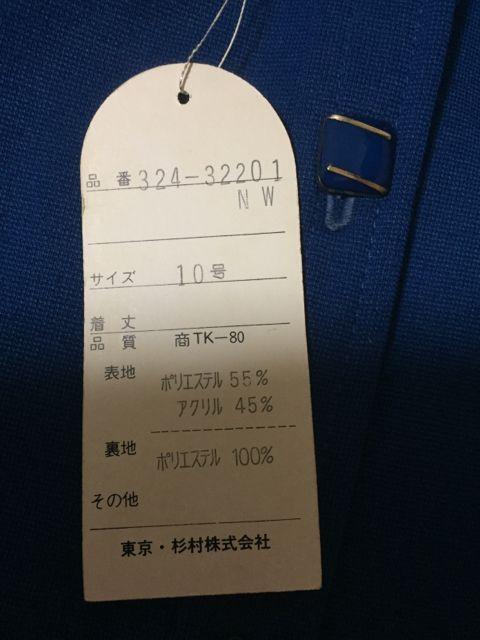 品番 324-32201
NW
サイズ 10号
着丈
品質 商TK-80
表地 ポリエステル 55%
アクリル 45%
裏地 ポリエステル 100%
その他
東京・杉村株式会社